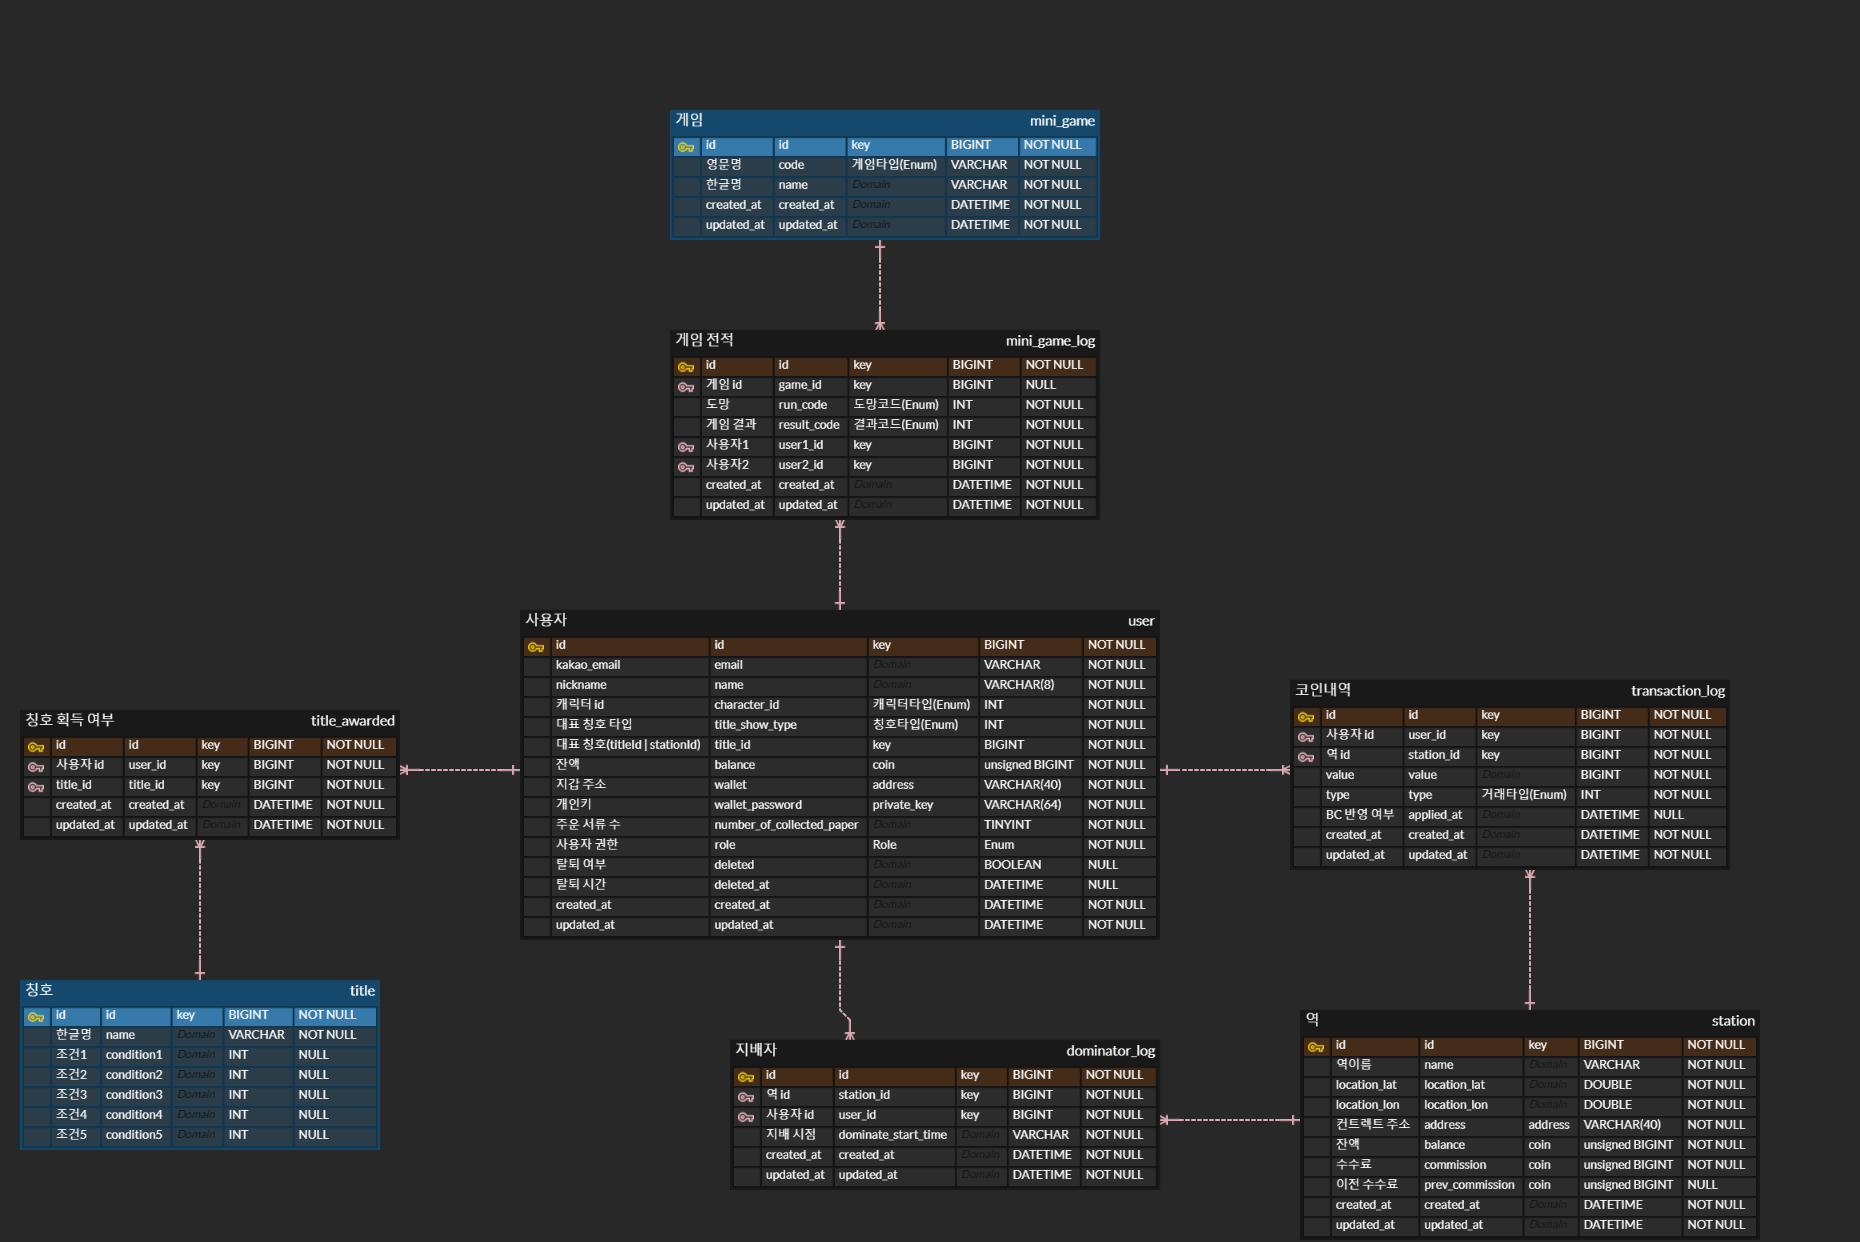 게임 mini_game
id id key BIGINT NOT NULL
영문명 code 게임타입(Enum) VARCHAR NOT NULL
한글명 name Domain VARCHAR NOT NULL
created_at created_at Domain DATETIME NOT NULL
updated_at updated_at Domain DATETIME NOT NULL
게임 전적 mini_game_log
id id key BIGINT NOT NULL
게임 id game_id key BIGINT NULL
도망 run_code 도망코드(Enum) INT NOT NULL
게임 결과 result_code 결과코드(Enum) INT NOT NULL
사용자1 user1_id key BIGINT NOT NULL
사용자2 user2_id key BIGINT NOT NULL
created_at created_at Domain DATETIME NOT NULL
updated_at updated_at Domain DATETIME NOT NULL
사용자 user
id id key BIGINT NOT NULL
kakao_email email Domain VARCHAR NOT NULL
nickname name Domain VARCHAR(8) NOT NULL
캐릭터 id character_id 캐릭터타입(Enum) INT NOT NULL
대표 칭호 타입 title_show_type 칭호타입(Enum) INT NOT NULL
대표 칭호(titleId | stationId) title_id key BIGINT NOT NULL
잔액 balance coin unsigned BIGINT NOT NULL
지갑 주소 wallet address VARCHAR(40) NOT NULL
개인키 wallet_password private_key VARCHAR(64) NOT NULL
주운 서류 수 number_of_collected_paper Domain TINYINT NOT NULL
사용자 권한 role Role Enum NOT NULL
탈퇴 여부 deleted Domain BOOLEAN NULL
탈퇴 시간 deleted_at Domain DATETIME NULL
created_at created_at Domain DATETIME NOT NULL
updated_at updated_at Domain DATETIME NOT NULL
칭호 획득 여부 title_awarded
id id key BIGINT NOT NULL
사용자 id user_id key BIGINT NOT NULL
title_id title_id key BIGINT NOT NULL
created_at created_at Domain DATETIME NOT NULL
updated_at updated_at Domain DATETIME NOT NULL
코인내역 transaction_log
id id key BIGINT NOT NULL
사용자 id user_id key BIGINT NOT NULL
역 id station_id key BIGINT NOT NULL
value value Domain BIGINT NOT NULL
type type 거래타입(Enum) INT NOT NULL
BC 반영 여부 applied_at Domain DATETIME NULL
created_at created_at Domain DATETIME NOT NULL
updated_at updated_at Domain DATETIME NOT NULL
칭호 title
id id key BIGINT NOT NULL
한글명 name Domain VARCHAR NOT NULL
조건1 condition1 Domain INT NULL
조건2 condition2 Domain INT NULL
조건3 condition3 Domain INT NULL
조건4 condition4 Domain INT NULL
조건5 condition5 Domain INT NULL
지배자 dominator_log
id id key BIGINT NOT NULL
역 id station_id key BIGINT NOT NULL
사용자 id user_id key BIGINT NOT NULL
지배 시점 dominate_start_time Domain VARCHAR NOT NULL
created_at created_at Domain DATETIME NOT NULL
updated_at updated_at Domain DATETIME NOT NULL
역 station
id id key BIGINT NOT NULL
역이름 name Domain VARCHAR NOT NULL
location_lat location_lat Domain DOUBLE NOT NULL
location_lon location_lon Domain DOUBLE NOT NULL
컨트렉트 주소 address address VARCHAR(40) NOT NULL
잔액 balance coin unsigned BIGINT NOT NULL
수수료 commission coin unsigned BIGINT NOT NULL
이전 수수료 prev_commission coin unsigned BIGINT NULL
created_at created_at Domain DATETIME NOT NULL
updated_at updated_at Domain DATETIME NOT NULL